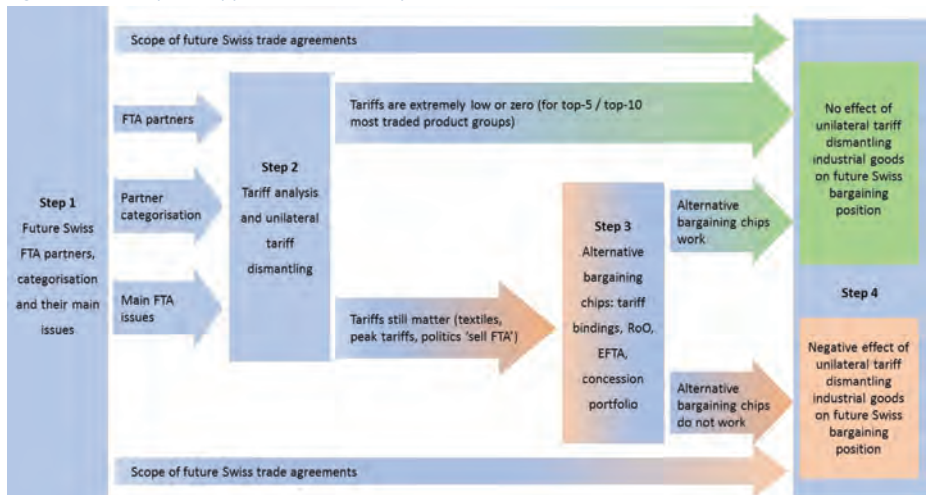 Scope of future Swiss trade agreements
Step 1
Future Swiss
FTA partners,
categorisation
and their main
issues
FTA partners
Partner
categorisation
Main FTA
issues
Step 2
Tariff analysis
and unilateral
tariff
dismantling
Tariffs are extremely low or zero (for top-5 / top-10
most traded product groups)
Tariffs still matter (textiles,
peak tariffs, politics 'sell FTA')
Step 3
Alternative
bargaining
chips: tariff
bindings, RoO,
EFTA,
concession
portfolio
Alternative
bargaining chips
work
Alternative
bargaining chips
do not work
No effect of
unilateral tariff
dismantling
industrial goods
on future Swiss
bargaining
position
Step 4
Negative effect of
unilateral tariff
dismantling
industrial goods
on future Swiss
bargaining
position
Scope of future Swiss trade agreements